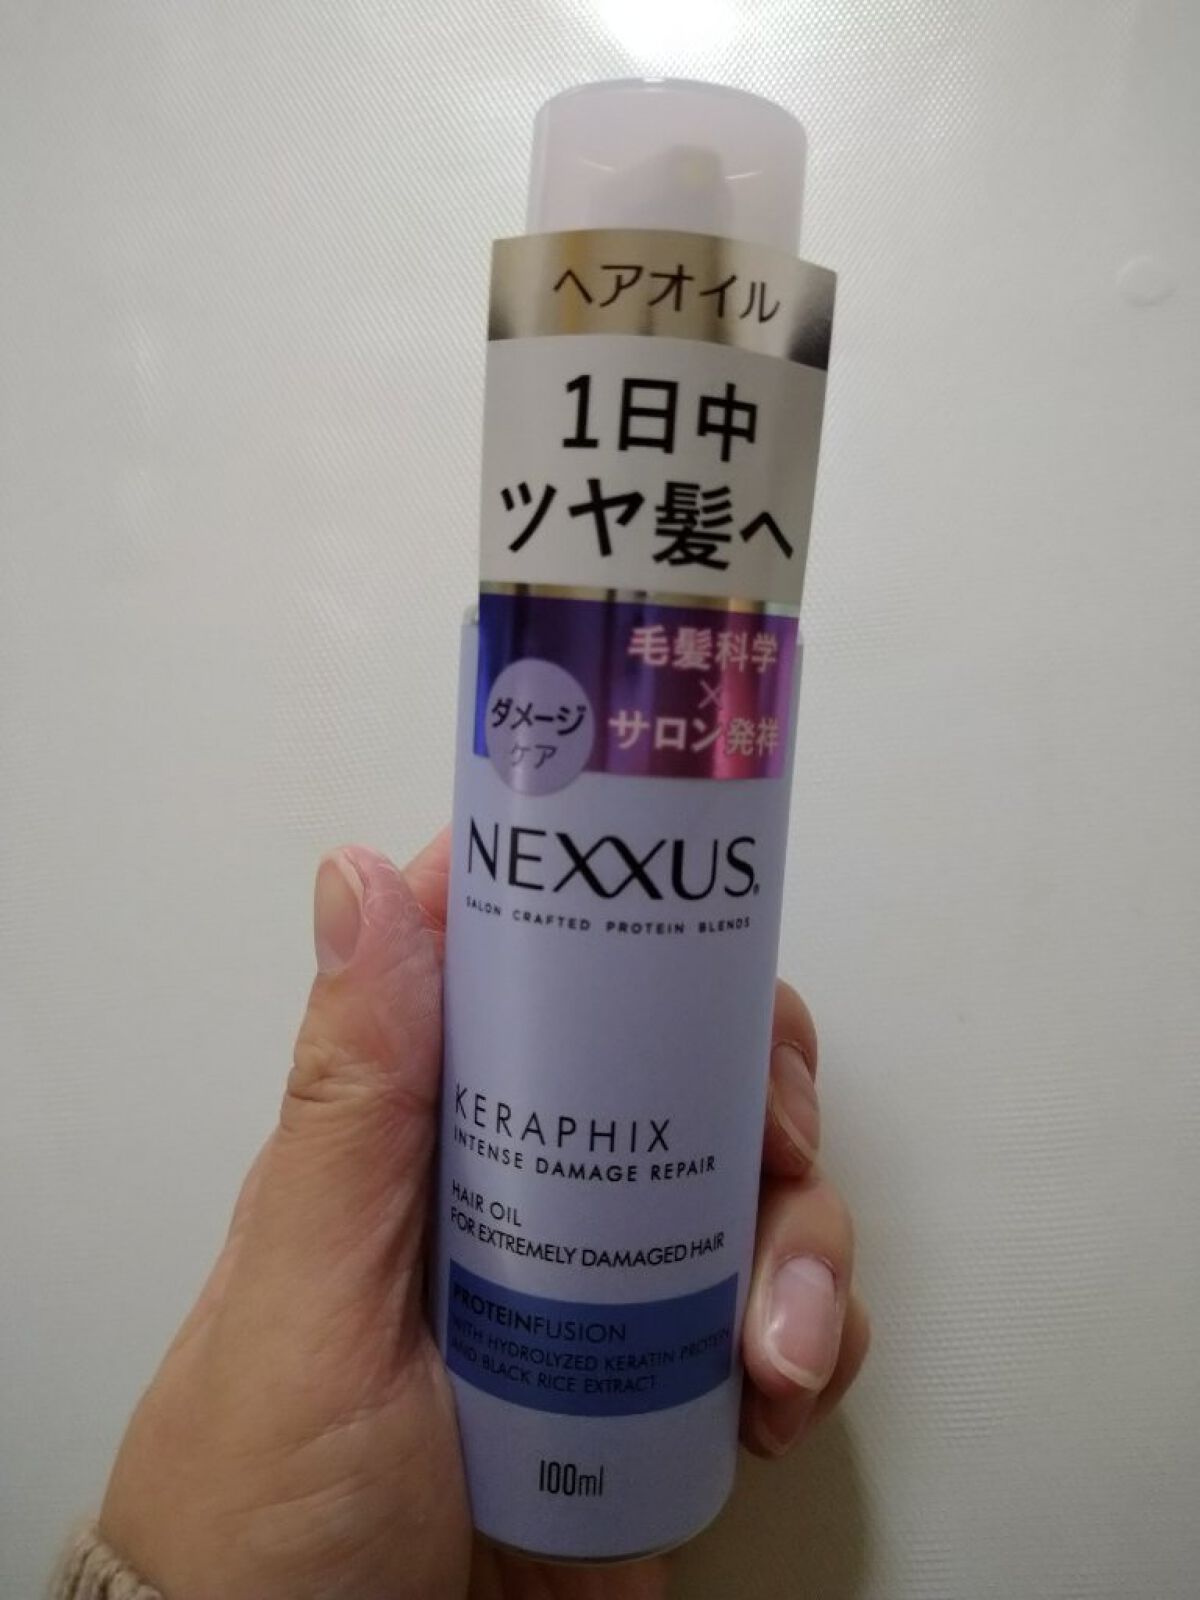 ヘアオイル
1日中
ツヤ髪へ
毛髪科学
×
サロン発祥
ダメージ
ケア
NEXXUS®
SALON CRAFTED PROTEIN BLENDS
KERAPHIX
INTENSE DAMAGE REPAIR
HAIR OIL
FOR EXTREMELY DAMAGED HAIR
PROTEINFUSION
WITH HYDROLYZED KERATIN PROTEIN
AND BLACK RICE EXTRACT
100ml